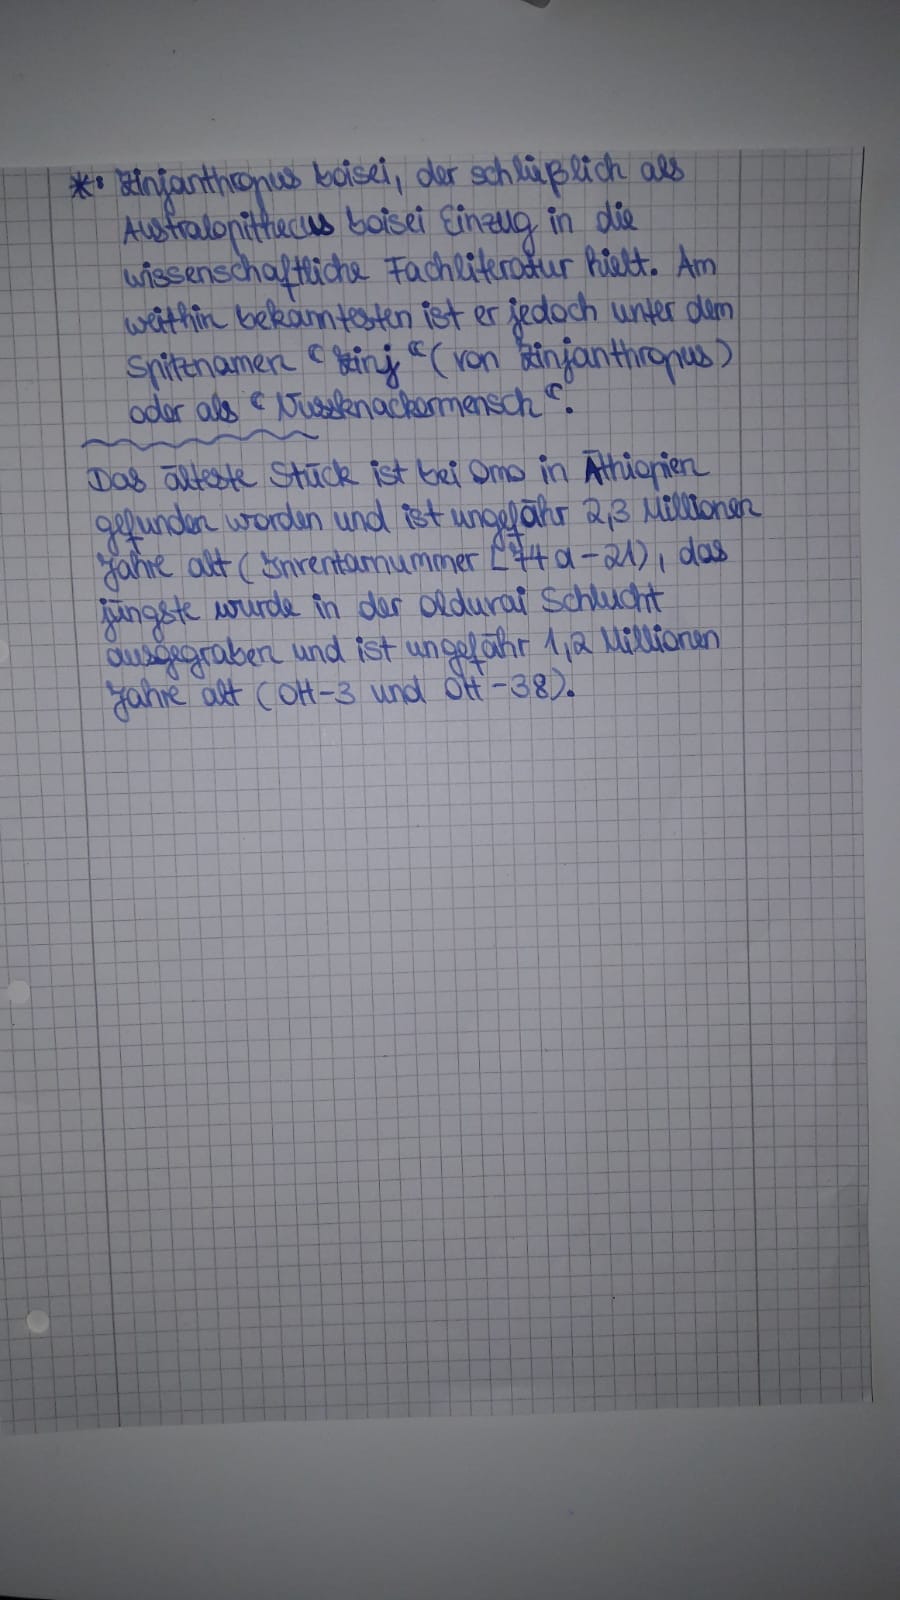 *: Zinjanthropus boisei, der schlüßlich als
Australopithecus boisei Einzug in die
wissenschaftliche Fachliteratur hielt. Am
weithin bekanntesten ist er jedoch unter dem
Spitznamen “Zinj“ (von Zinjanthropus)
oder als “Nussknackermensch“.
Das älteste Stück ist bei Omo in Äthiopien
gefunden worden und ist ungefähr 2,3 Millionen
Jahre alt (Inventarnummer L74a-21), das
jüngste wurde in der Olduvai Schlucht
ausgegraben und ist ungefähr 1,2 Millionen
Jahre alt (OH-3 und OH-38).